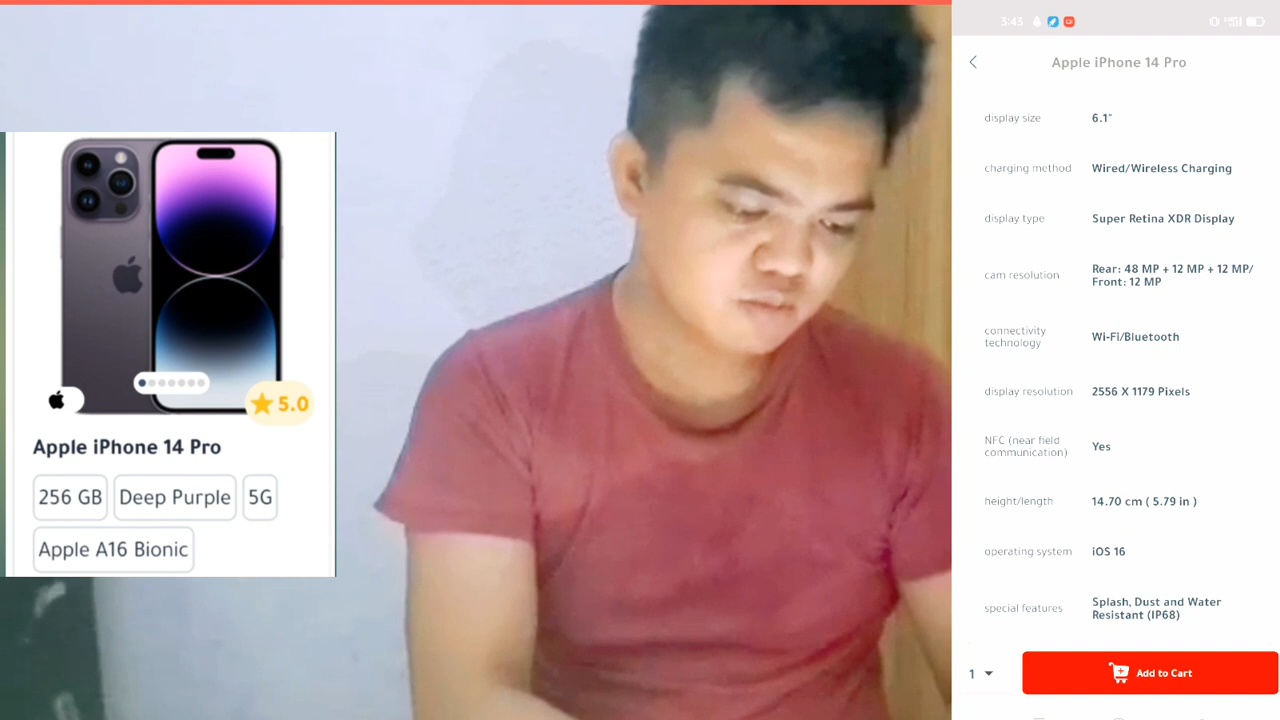 5.0
Apple iPhone 14 Pro
256 GB
Deep Purple
5G
Apple A16 Bionic
3:43
Apple iPhone 14 Pro
display size
6.1"
charging method
Wired/Wireless Charging
display type
Super Retina XDR Display
cam resolution
Rear: 48 MP + 12 MP + 12 MP/
Front: 12 MP
connectivity
technology
Wi-Fi/Bluetooth
display resolution
2556 X 1179 Pixels
NFC (near field
communication)
Yes
height/length
14.70 cm ( 5.79 in )
operating system
iOS 16
special features
Splash, Dust and Water
Resistant (IP68)
1
Add to Cart